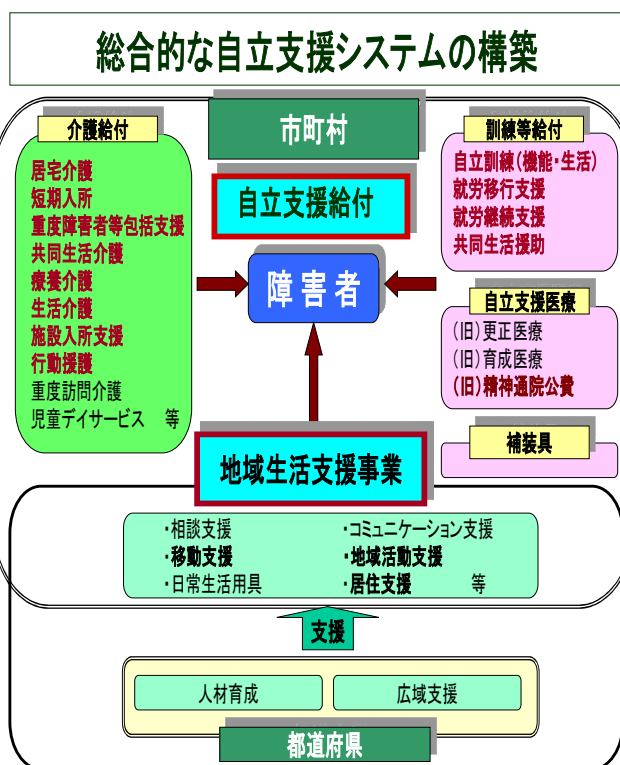 総合的な自立支援システムの構築
市町村
介護給付
居宅介護
短期入所
重度障害者等包括支援
共同生活介護
療養介護
生活介護
施設入所支援
行動援護
重度訪問介護
児童デイサービス　等
自立支援給付
障害者
訓練等給付
自立訓練(機能・生活)
就労移行支援
就労継続支援
共同生活援助
自立支援医療
(旧)更正医療
(旧)育成医療
(旧)精神通院公費
補装具
地域生活支援事業
・相談支援
・移動支援
・日常生活用具
・コミュニケーション支援
・地域活動支援
・居住支援　等
支援
人材育成
広域支援
都道府県